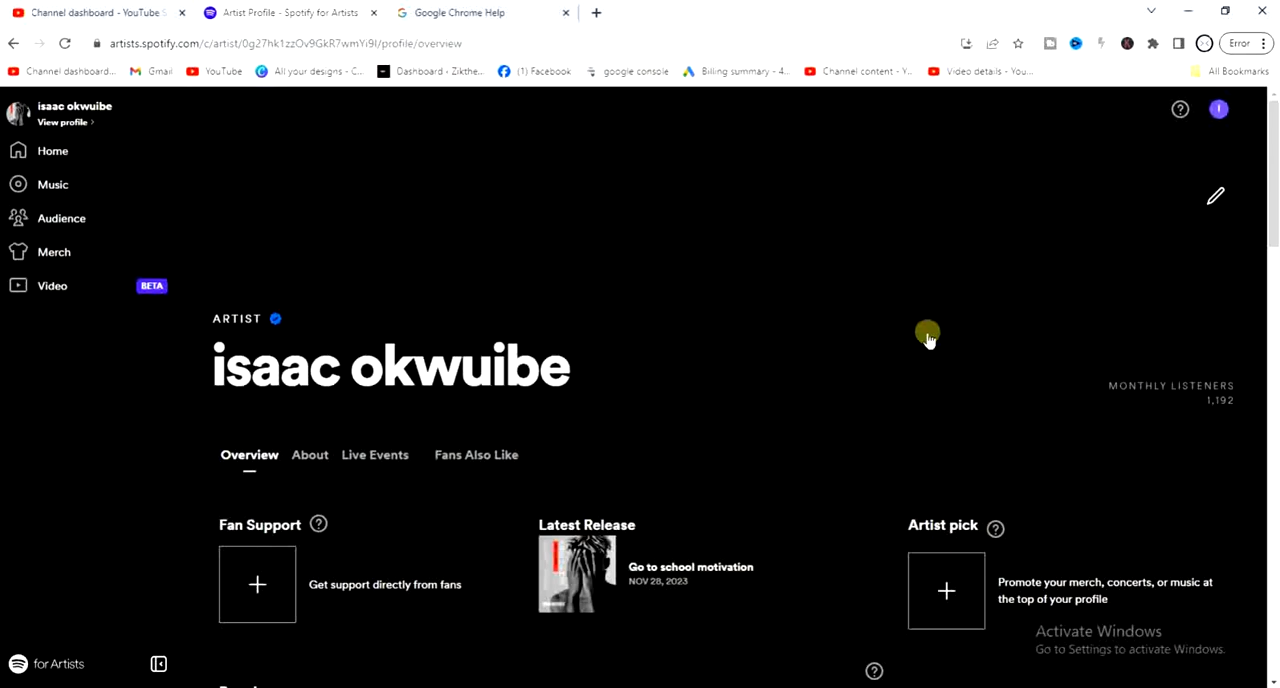 Channel dashboard - YouTube S
Artist Profile - Spotify for Artists
Google Chrome Help
artists.spotify.com/c/artist/0g27hk1zzOv9GkR7wmYi9I/profile/overview
Error
Channel dashboard...
Gmail
YouTube
All your designs - C...
Dashboard - Zikthe...
(1) Facebook
google console
Billing summary - 4...
Channel content - Y...
Video details - You...
All Bookmarks
isaac okwuibe
View profile
I
Home
Music
Audience
Merch
Video
BETA
ARTIST
isaac okwuibe
MONTHLY LISTENERS
1,192
Overview
About
Live Events
Fans Also Like
Fan Support
Latest Release
Artist pick
Get support directly from fans
Go to school motivation
NOV 28, 2023
Promote your merch, concerts, or music at
the top of your profile
Activate Windows
Go to Settings to activate Windows.
for Artists